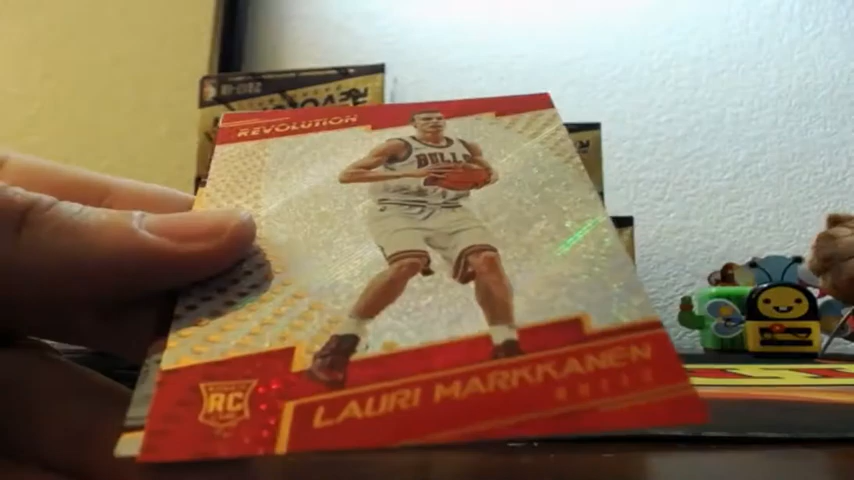 REVOLUTION
BULLS
RC
LAURI MARKKANEN
BULLS